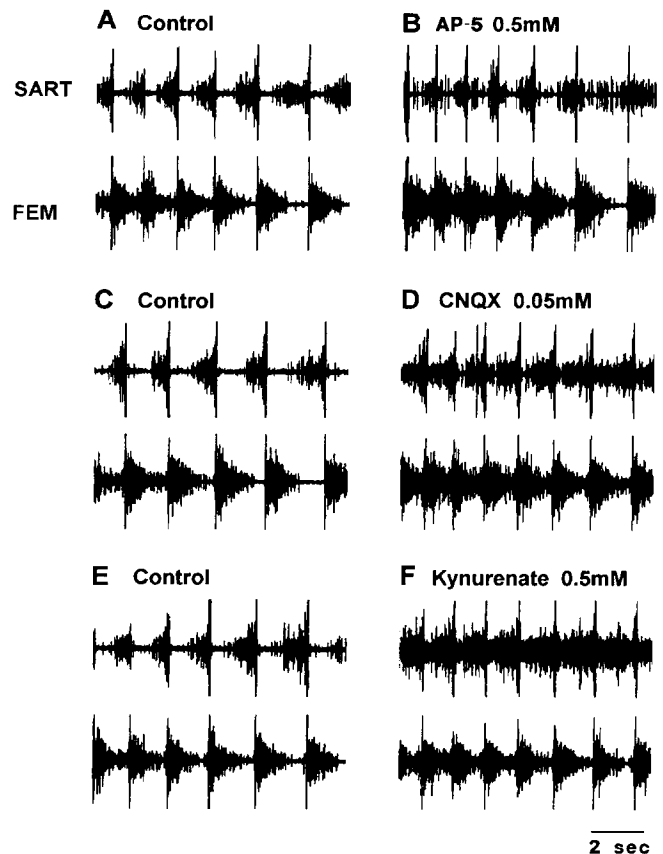 A Control
B AP-5 0.5mM
SART
FEM
C Control
D CNQX 0.05mM
E Control
F Kynurenate 0.5mM
2 sec